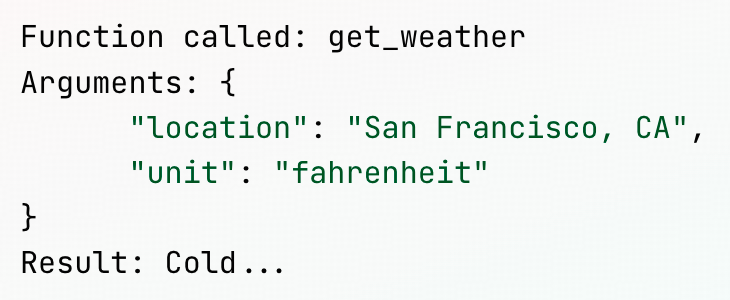 Function called: get_weather
Arguments: {
"location": "San Francisco, CA",
"unit": "fahrenheit"
}
Result: Cold...